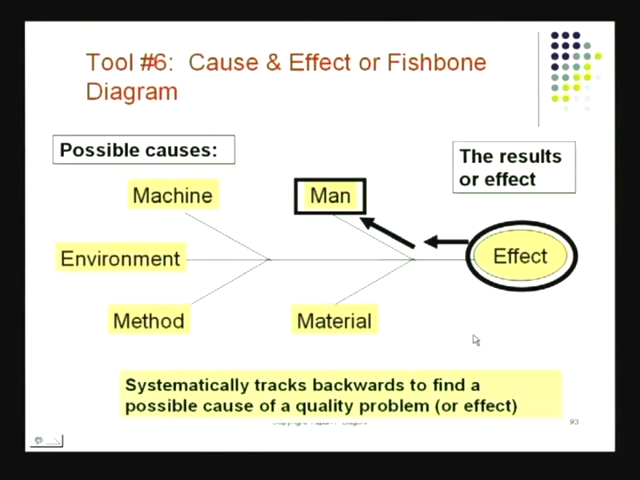 Tool #6: Cause & Effect or Fishbone
Diagram
Possible causes:
The results
or effect
Machine
Man
Environment
Effect
Method
Material
Systematically tracks backwards to find a
possible cause of a quality problem (or effect)
93